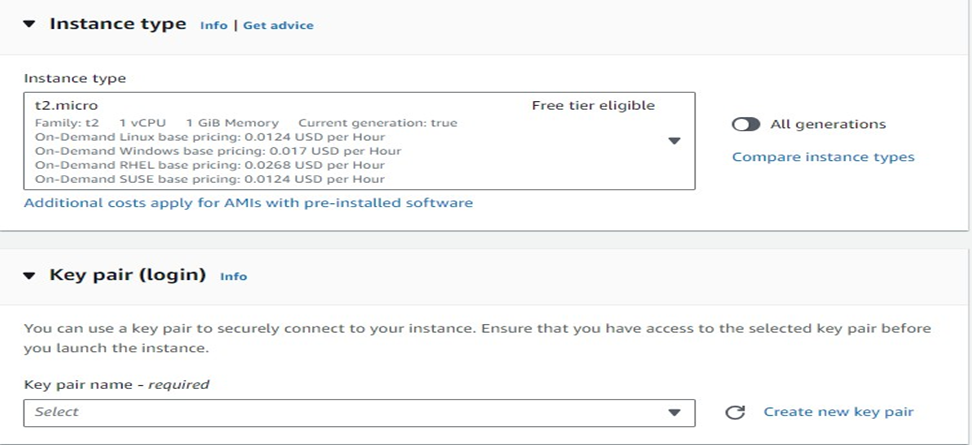 Instance type Info | Get advice
Instance type
t2.micro Free tier eligible
Family: t2 1 vCPU 1 GiB Memory Current generation: true
On-Demand Linux base pricing: 0.0124 USD per Hour
On-Demand Windows base pricing: 0.017 USD per Hour
On-Demand RHEL base pricing: 0.0268 USD per Hour
On-Demand SUSE base pricing: 0.0124 USD per Hour
All generations
Compare instance types
Additional costs apply for AMIs with pre-installed software
Key pair (login) Info
You can use a key pair to securely connect to your instance. Ensure that you have access to the selected key pair before
you launch the instance.
Key pair name - required
Select
Create new key pair